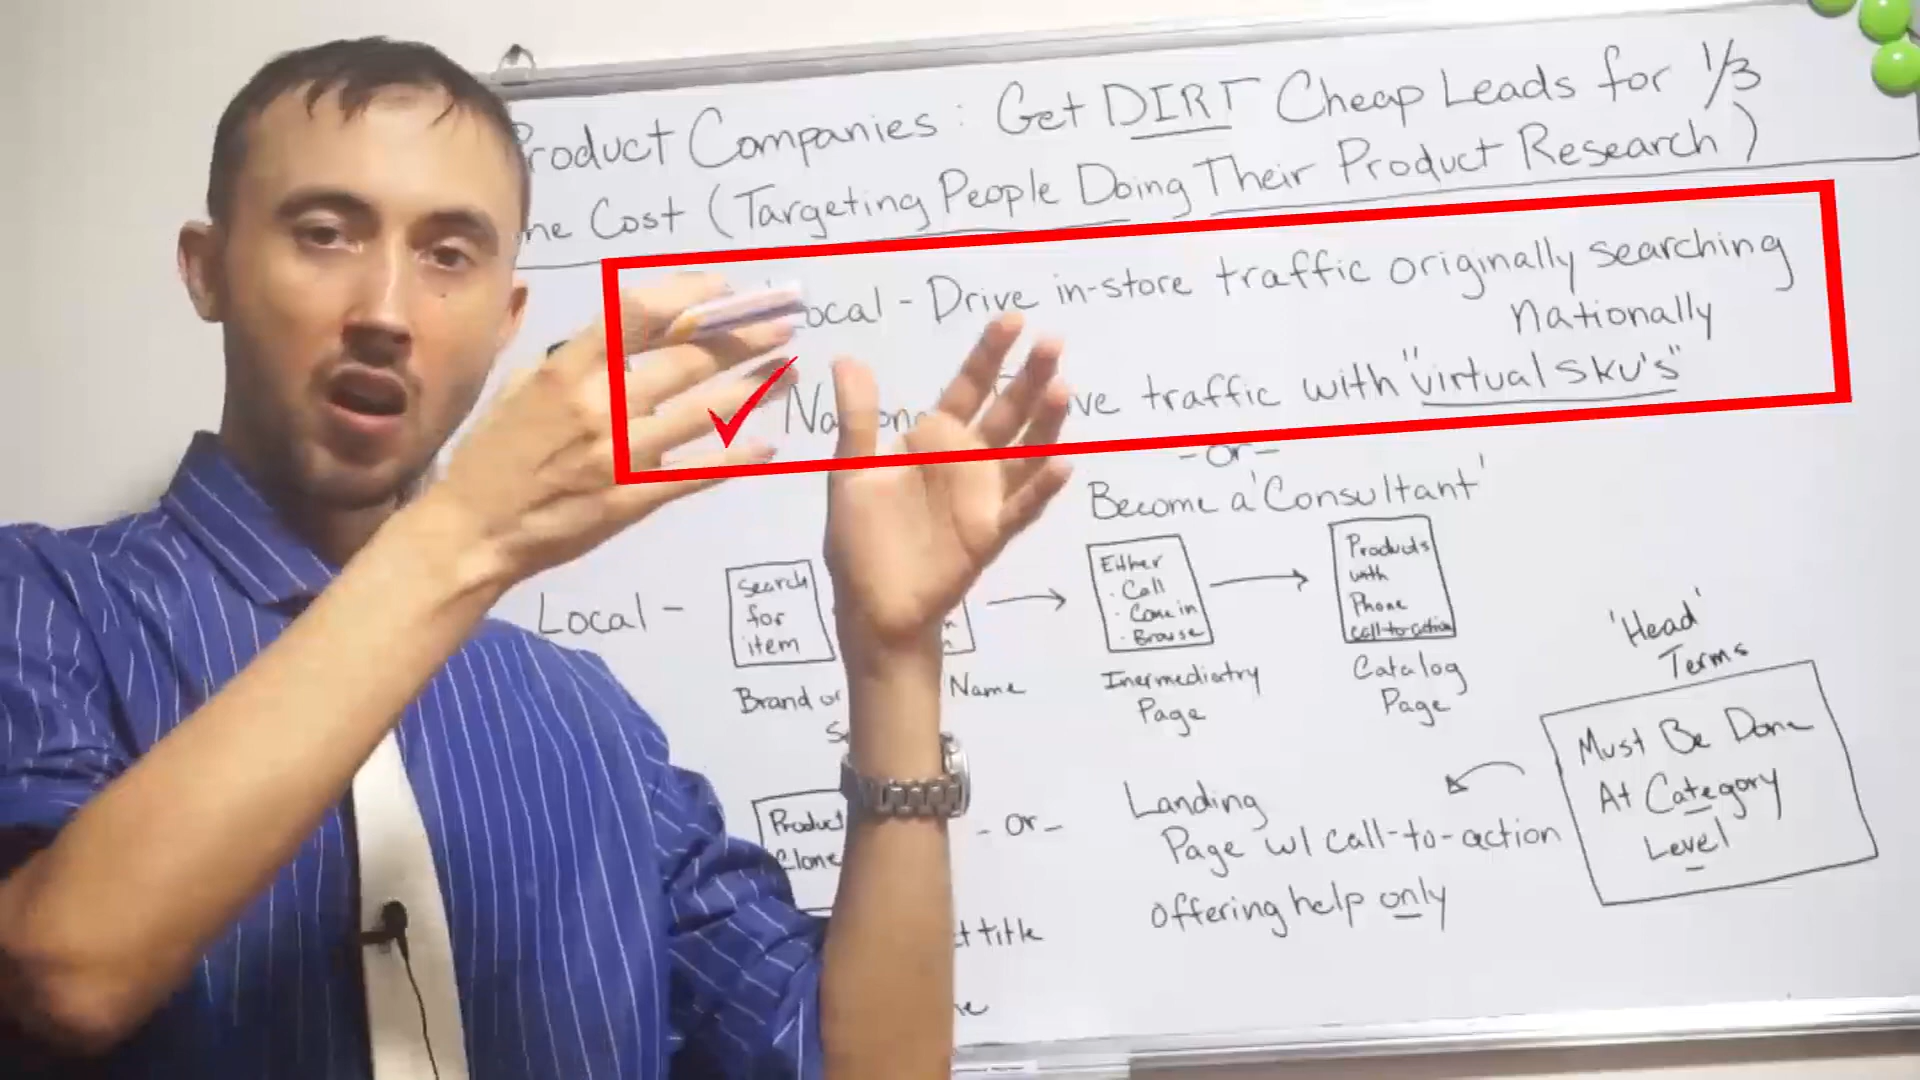 Product Companies: Get DIRT Cheap Leads for 1/3
Cost (Targeting People Doing Their Product Research)
Local - Drive in-store traffic originally searching
Nationally
traffic with "virtual SKU's"
- or -
Become a 'Consultant'
Local -
Search
for
item
Either
· Call
· Come in
· Browse
Products
with
Phone
call-to-action
Brand or Name
Inermediatry
Page
Catalog
Page
'Head'
Terms
Must Be Done
At Category
Level
Product
Clone
- or -
Landing
Page w/ call-to-action
offering help only
title